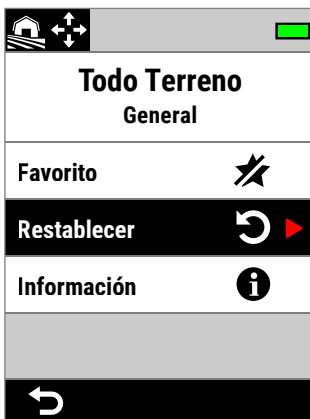 Todo Terreno
General
Favorito
Restablecer
Información